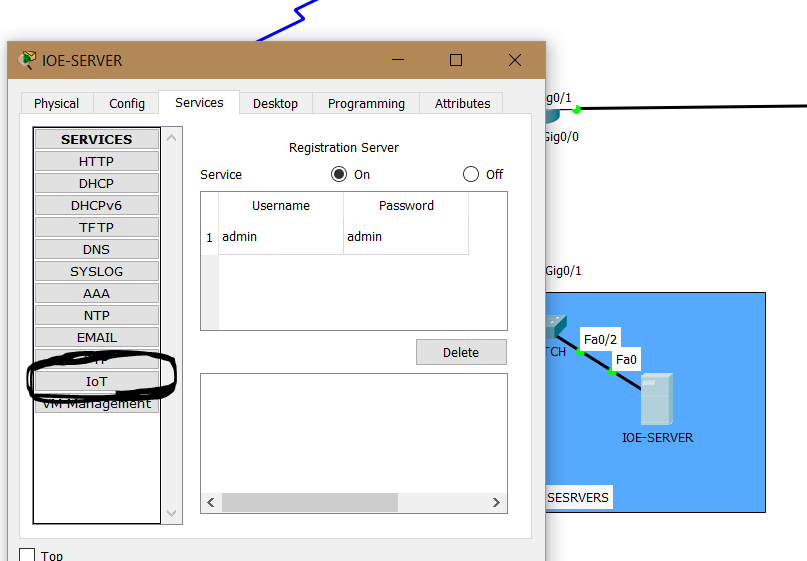 IOE-SERVER
Physical
Config
Services
Desktop
Programming
Attributes
SERVICES
HTTP
DHCP
DHCPv6
TFTP
DNS
SYSLOG
AAA
NTP
EMAIL
IoT
VM Management
Registration Server
Service
On
Off
Username
Password
1
admin
admin
Delete
Top
g0/1
Gig0/0
Gig0/1
TCH
Fa0/2
Fa0
IOE-SERVER
SESRVERS